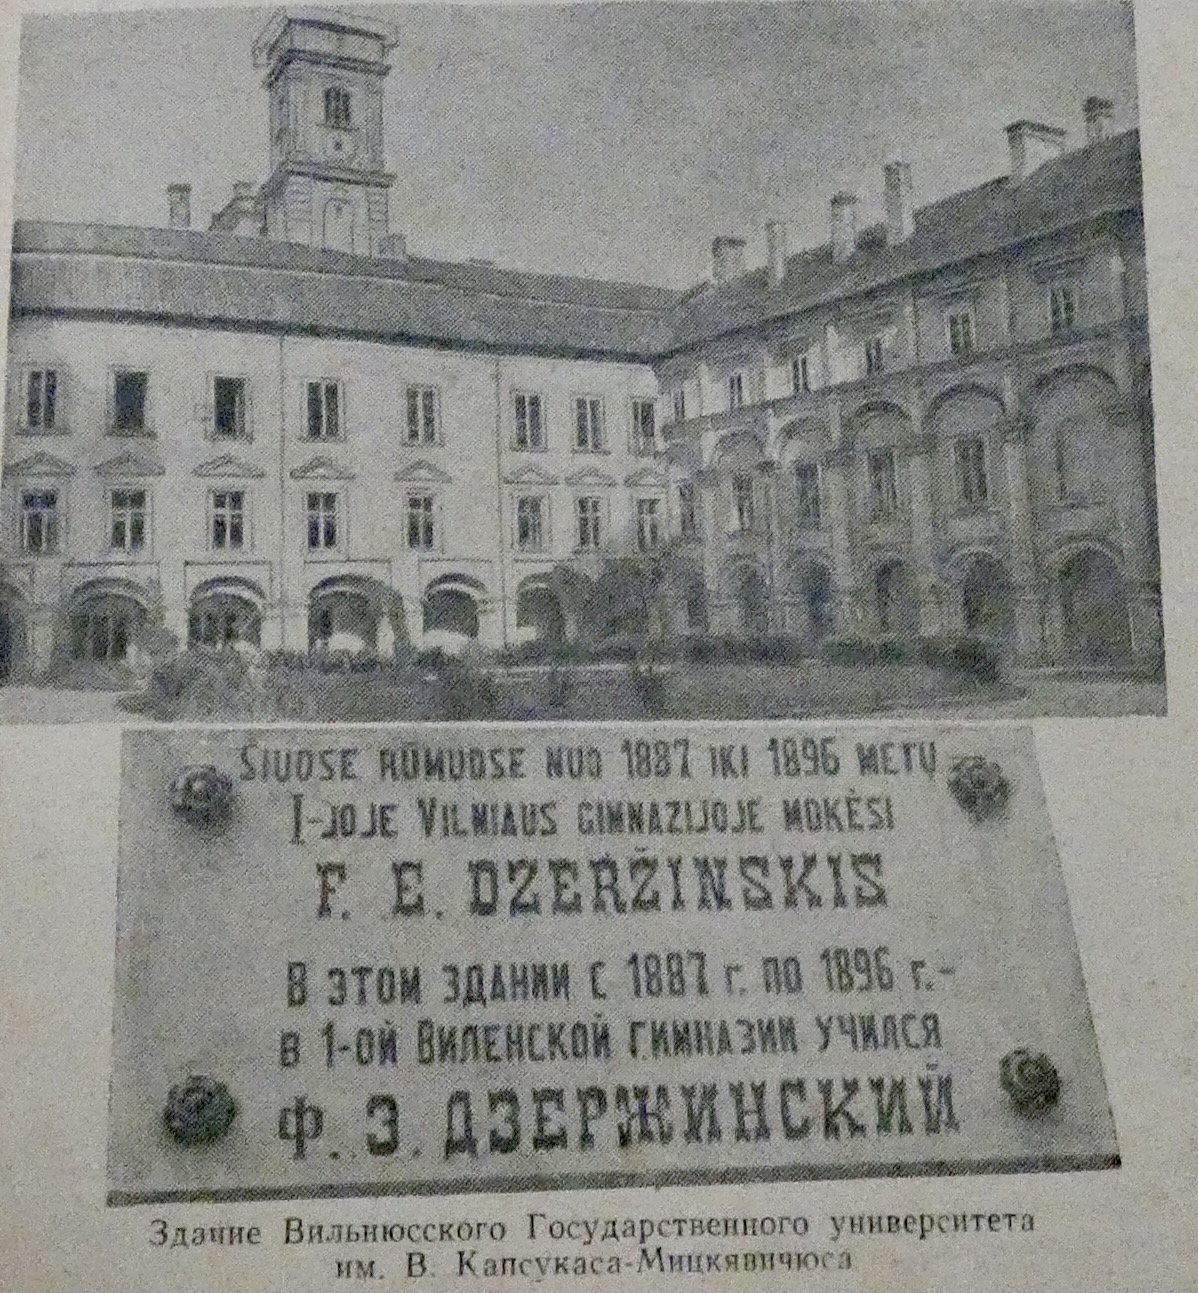 ŠIUOSE RŪMUOSE NUO 1887 IKI 1896 METŲ
I-JOJE VILNIAUS GIMNAZIJOJE MOKĖSI
F. E. DZERŽINSKIS
В ЭТОМ ЗДАНИИ С 1887 г. ПО 1896 г.-
В 1-ОЙ ВИЛЕНСКОЙ ГИМНАЗИИ УЧИЛСЯ
Ф. Э. ДЗЕРЖИНСКИЙ
Здание Вильнюсского Государственного университета
им. В. Капсукаса-Мицкявичюса